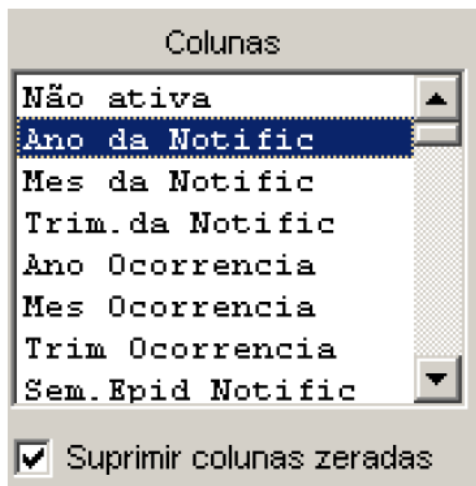 Colunas
Não ativa
Ano da Notific
Mes da Notific
Trim.da Notific
Ano Ocorrencia
Mes Ocorrencia
Trim Ocorrencia
Sem.Epid Notific
Suprimir colunas zeradas